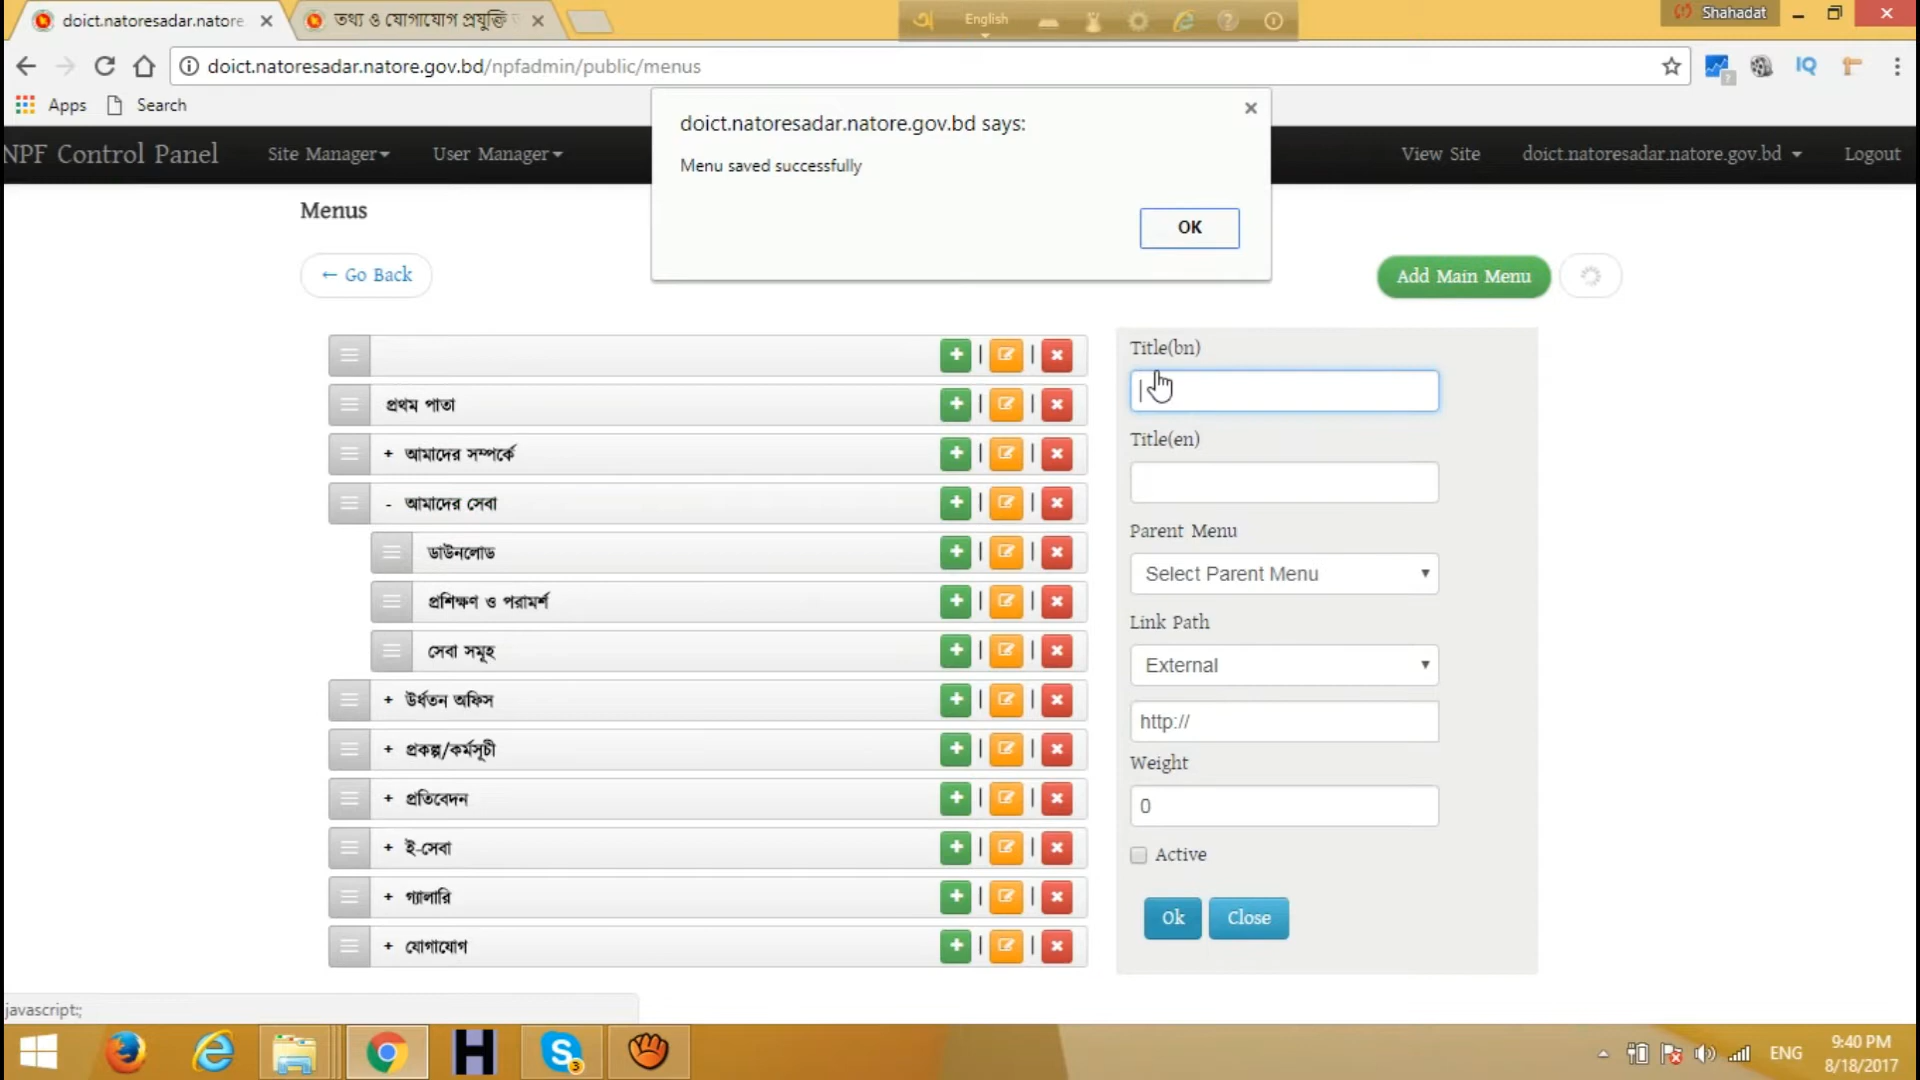 doict.natoresadar.natore
তথ্য ও যোগাযোগ প্রযুক্তি
English
Shahadat
doict.natoresadar.natore.gov.bd/npfadmin/public/menus
IQ
Apps
Search
doict.natoresadar.natore.gov.bd says:
Menu saved successfully
OK
NPF Control Panel
Site Manager
User Manager
View Site
doict.natoresadar.natore.gov.bd
Logout
Menus
← Go Back
Add Main Menu
প্রথম পাতা
+ আমাদের সম্পর্কে
- আমাদের সেবা
ডাউনলোড
প্রশিক্ষণ ও পরামর্শ
সেবা সমূহ
+ উর্ধতন অফিস
+ প্রকল্প/কর্মসূচী
+ প্রতিবেদন
+ ই-সেবা
+ গ্যালারি
+ যোগাযোগ
Title(bn)
Title(en)
Parent Menu
Select Parent Menu
Link Path
External
http://
Weight
0
Active
Ok
Close
javascript:;
ENG
9:40 PM
8/18/2017